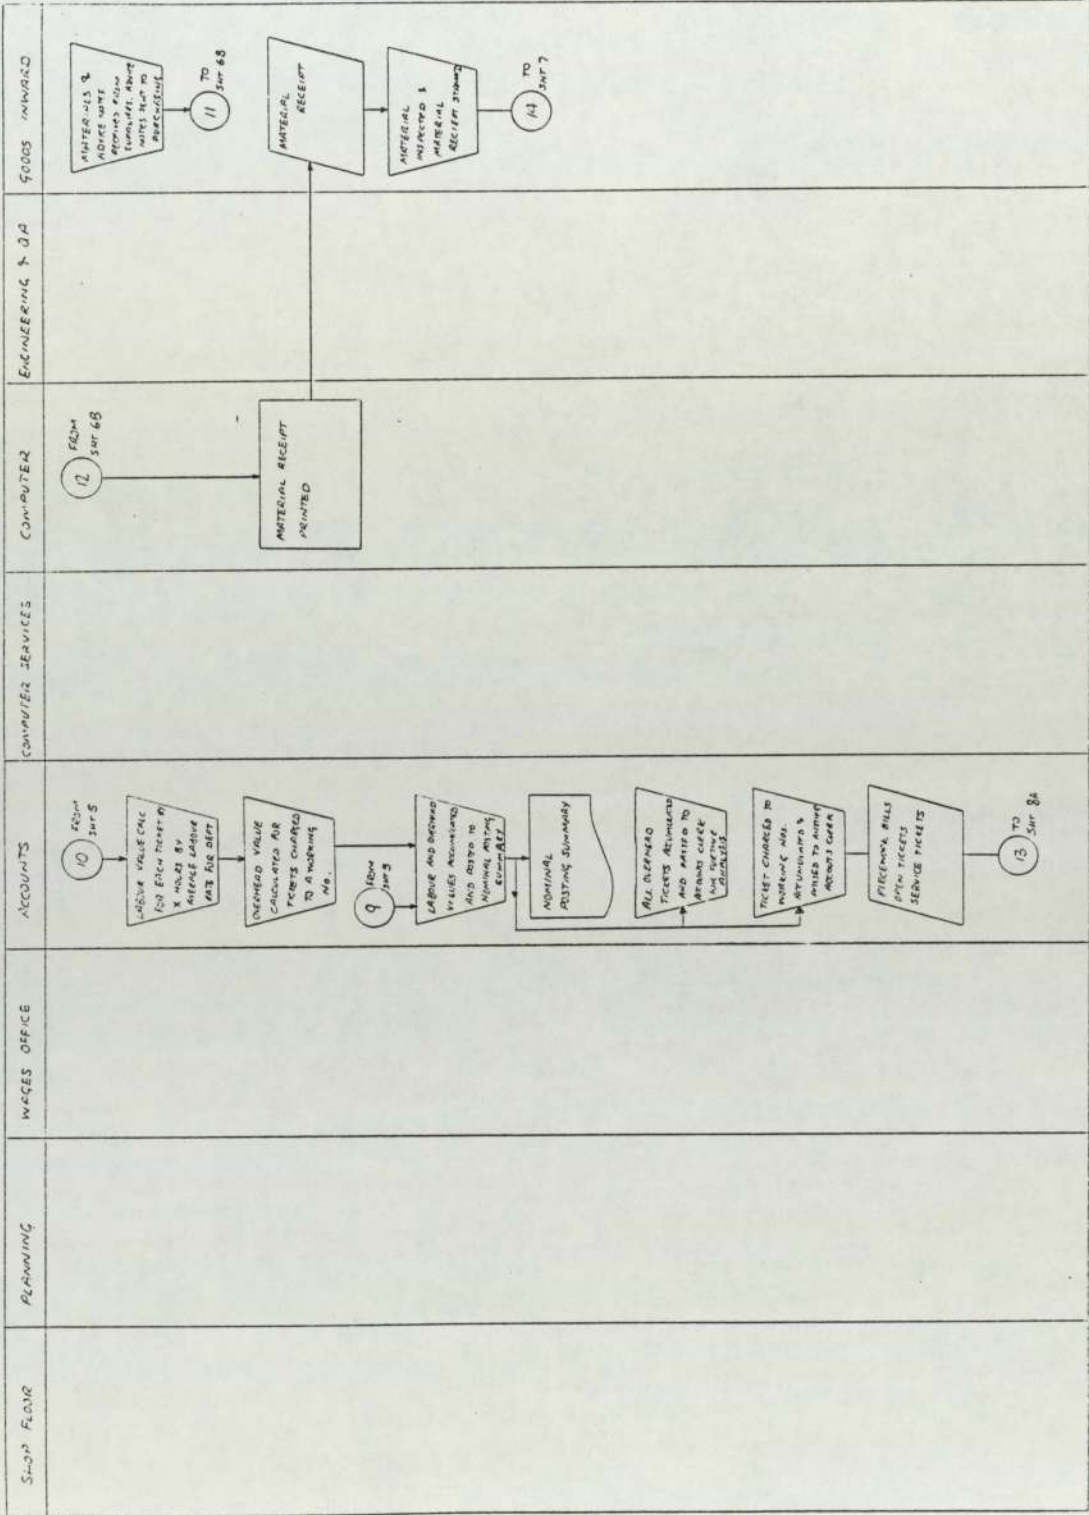 SHOP FLOOR
PLANNING
WAGES OFFICE
ACCOUNTS
COMPUTER SERVICES
COMPUTER
ENGINEERING & QA
GOODS INWARD
10
FROM
SHT 5
LABOUR VALUE CALC
FOR EACH TICKET BY
X HOURS BY
AVERAGE LABOUR
RATE FOR DEPT
OVERHEAD VALUE
CALCULATED FOR
TICKETS CHARGED
TO A WORKING
NO.
9
FROM
LABOUR AND OVERHEAD
VALUES ACCUMULATED
AND POSTED TO
NOMINAL POSTING
SUMMARY
NOMINAL
POSTING SUMMARY
ALL OVERHEAD
TICKETS ACCUMULATED
AND PASSED TO
ACCOUNTS CLERK
FOR FURTHER
ANALYSIS
TICKET CHARGED TO
WORKING NOS.
ACCUMULATED &
PASSED TO
ACCOUNTS CLERK
PIECEWORK BILLS
OPEN TICKETS
SERVICE TICKETS
13
TO
SHT 8A
12
FROM
SHT 6B
MATERIAL RECEIPT
PRINTED
MATERIALS &
ADVICE NOTES
RECEIVED FROM
SUPPLIERS. ADVICE
NOTES SENT TO
PURCHASING
11
TO
SHT 6B
MATERIAL
RECEIPT
MATERIAL
INSPECTED &
MATERIAL
RECIEPT STAMPED
14
TO
SHT 7